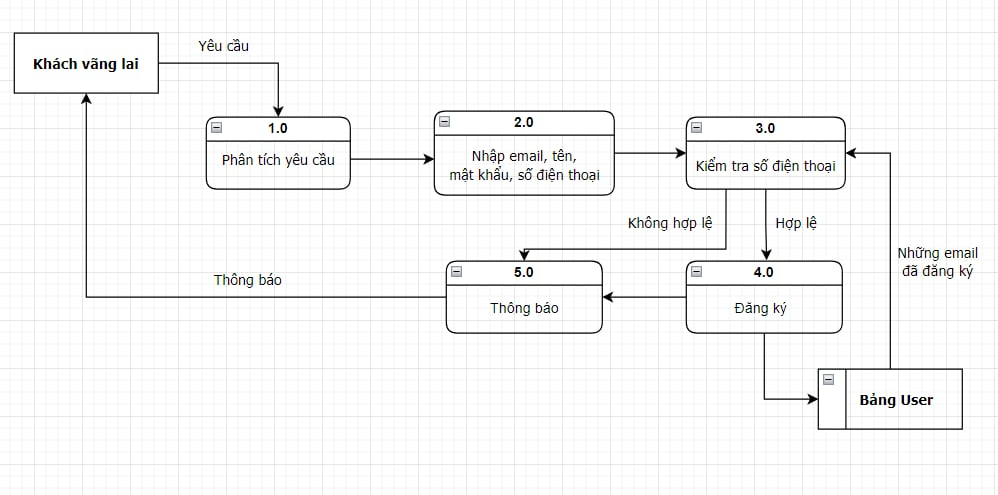 Khách vãng lai
Yêu cầu
1.0
Phân tích yêu cầu
2.0
Nhập email, tên,
mật khẩu, số điện thoại
3.0
Kiểm tra số điện thoại
Không hợp lệ
Hợp lệ
Những email
đã đăng ký
Thông báo
5.0
Thông báo
4.0
Đăng ký
Bảng User